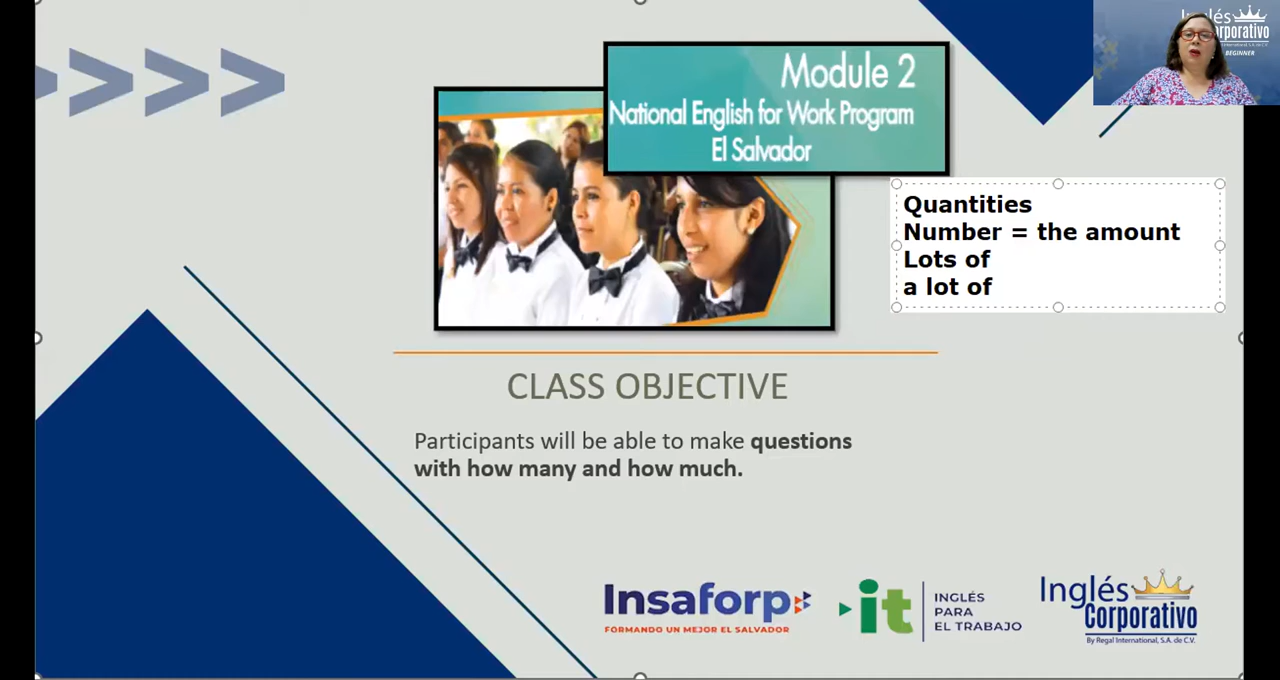 Module 2
National English for Work Program
El Salvador
Quantities
Number = the amount
Lots of
a lot of
CLASS OBJECTIVE
Participants will be able to make questions
with how many and how much.
Insaforp
FORMANDO UN MEJOR EL SALVADOR
it
INGLÉS
PARA
EL TRABAJO
Inglés
Corporativo
By Regal International, S.A. de C.V.
BEGINNER